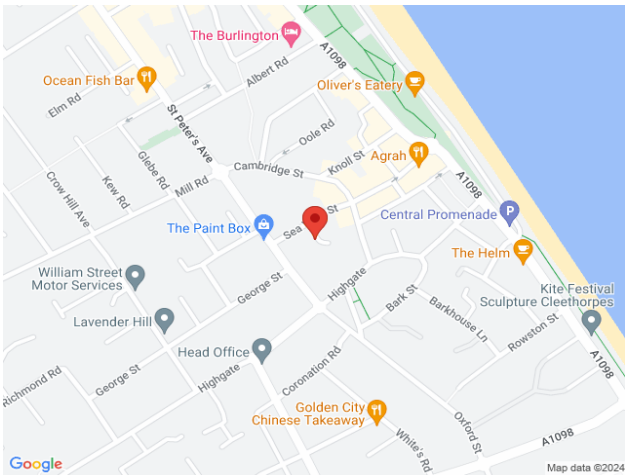 The Burlington
A1098
Albert Rd
Ocean Fish Bar
Oliver's Eatery
Elm Rd
St Peter's Ave
Oole Rd
Knoll St
Agrah
Glebe Rd
Cambridge St
Kew Rd
Mill Rd
A1098
Crow Hill Ave
Central Promenade
P
The Paint Box
Sea
St
The Helm
William Street
Motor Services
George St
Highgate
Kite Festival
Sculpture Cleethorpes
Bark St
Barkhouse Ln
Lavender Hill
Rowston St
Head Office
A1098
Richmond Rd
George St
Highgate
Coronation Rd
Golden City
Chinese Takeaway
Oxford St
White's Rd
A1098
Google
Map data ©2024